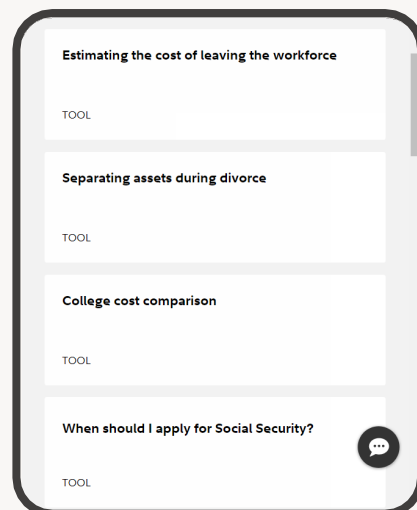 Estimating the cost of leaving the workforce
TOOL
Separating assets during divorce
TOOL
College cost comparison
TOOL
When should I apply for Social Security?
TOOL